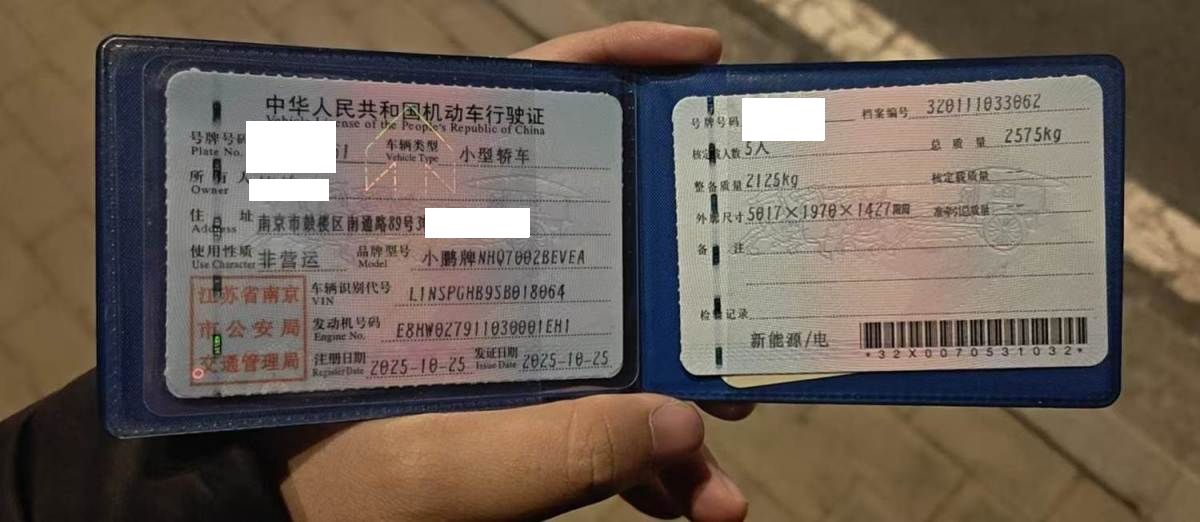 中华人民共和国机动车行驶证
Vehicle License of the People's Republic of China
号牌号码 61 车辆类型 小型轿车
Plate No. Vehicle Type
所有人
Owner
住址 南京市鼓楼区南通路89号
Address
使用性质 非营运 品牌型号 小鹏牌NHQ7002BEVEA
Use Character Model
江苏省南京市公安局交通管理局
车辆识别代号 L1NSPGHB9SB018064
VIN
发动机号码 E8HW027911030001EH1
Engine No.
注册日期 2025-10-25 发证日期 2025-10-25
Register Date Issue Date
号牌号码 档案编号 320111033062
核定载人数 5人 总质量 2575kg
整备质量 2125kg 核定载质量
外廓尺寸 5017×1970×1427mm 准牵引总质量
备注
检验记录
新能源/电
*32X0070531032*